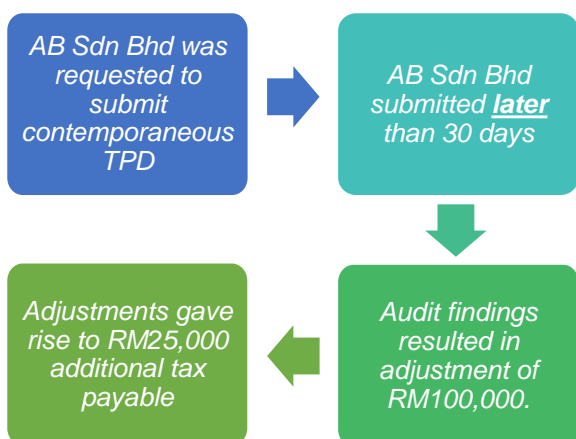 AB Sdn Bhd was
requested to
submit
contemporaneous
TPD
AB Sdn Bhd
submitted later
than 30 days
Audit findings
resulted in
adjustment of
RM100,000.
Adjustments gave
rise to RM25,000
additional tax
payable